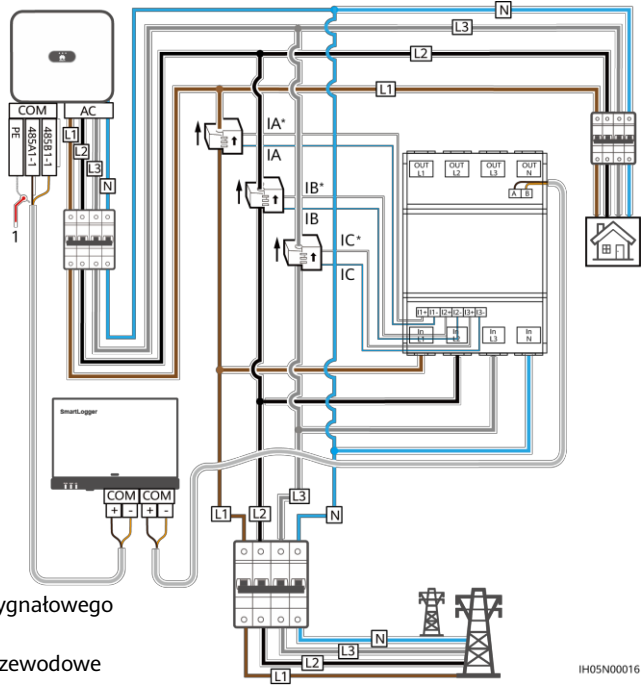 N
L3
L2
L1
COM
AC
PE
485A1-1
485B1-1
L1
L2
L3
N
1
IA*
IA
IB*
IB
IC*
IC
OUT L1
OUT L2
OUT L3
OUT N
A B
I1+ I1- I2+ I2- I3+ I3-
In L1
In L2
In L3
In N
SmartLogger
COM COM
+ - + -
L1
L2
L3
N
ygnałowego
zewodowe
N
L3
L2
L1
IH05N00016